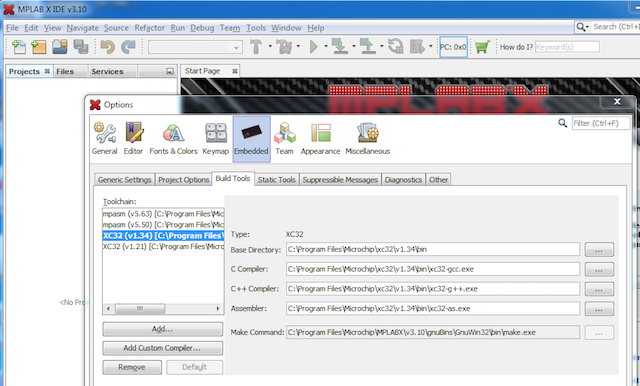 MPLAB X IDE v3.10
File Edit View Navigate Source Refactor Run Debug Team Tools Window Help
Search (Ctrl+I)
PC: 0x0 How do I? Keyword(s)
Projects Files Services Start Page
MPLABX
Options
General Editor Fonts & Colors Keymap Embedded Team Appearance Miscellaneous
Filter (Ctrl+F)
Generic Settings Project Options Build Tools Static Tools Suppressible Messages Diagnostics Other
Toolchain:
mpasm (v5.63) [C:\Program Files\Micr
mpasm (v5.50) [C:\Program Files\Micr
XC32 (v1.34) [C:\Program Files\
XC32 (v1.21) [C:\Program Files\Micro
Type: XC32
Base Directory: C:\Program Files\Microchip\xc32\v1.34\bin ...
C Compiler: C:\Program Files\Microchip\xc32\v1.34\bin\xc32-gcc.exe ...
C++ Compiler: C:\Program Files\Microchip\xc32\v1.34\bin\xc32-g++.exe ...
Assembler: C:\Program Files\Microchip\xc32\v1.34\bin\xc32-as.exe ...
Make Command: C:\Program Files\Microchip\MPLABX\v3.10\gnuBins\GnuWin32\bin\make.exe ...
<No Pro
Add...
Add Custom Compiler...
Remove Default